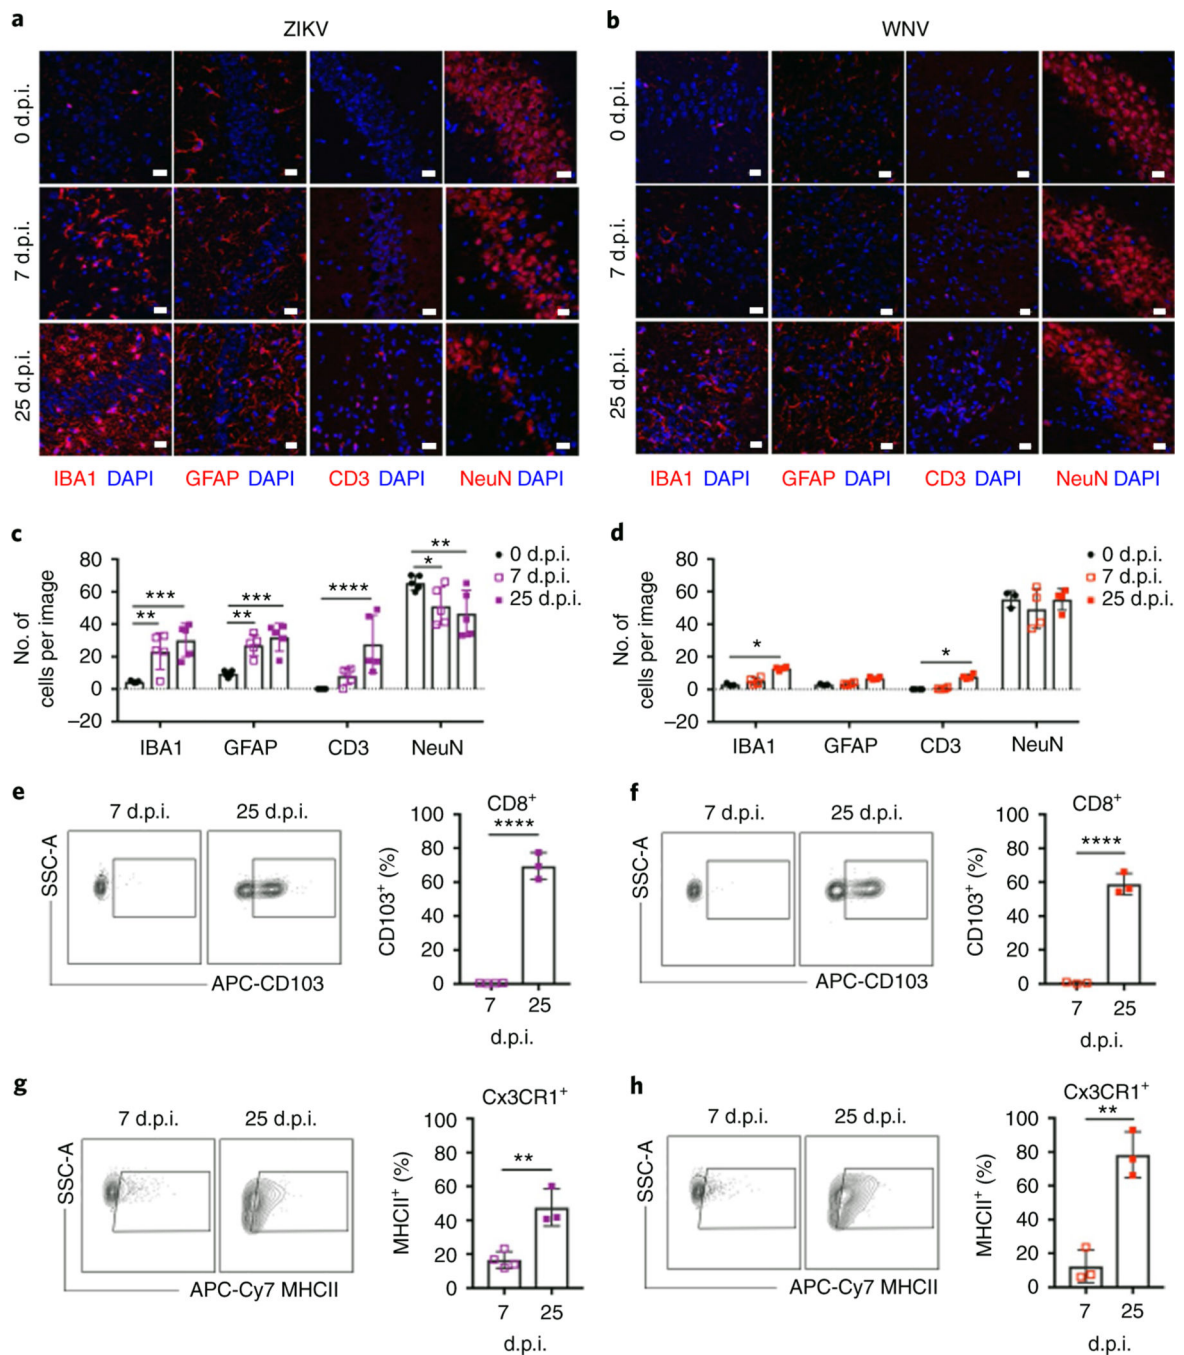 a
ZIKV
0 d.p.i.
7 d.p.i.
25 d.p.i.
IBA1 DAPI GFAP DAPI CD3 DAPI NeuN DAPI
b
WNV
0 d.p.i.
7 d.p.i.
25 d.p.i.
IBA1 DAPI GFAP DAPI CD3 DAPI NeuN DAPI
c
No. of
cells per image
80
60
40
20
0
–20
** *** ** *** **** * **
0 d.p.i.
7 d.p.i.
25 d.p.i.
IBA1 GFAP CD3 NeuN
d
No. of
cells per image
80
60
40
20
0
–20
* *
0 d.p.i.
7 d.p.i.
25 d.p.i.
IBA1 GFAP CD3 NeuN
e
7 d.p.i. 25 d.p.i.
SSC-A
APC-CD103
CD8+
****
CD103+ (%)
100
80
60
40
20
0
7 25
d.p.i.
f
7 d.p.i. 25 d.p.i.
SSC-A
APC-CD103
CD8+
****
CD103+ (%)
100
80
60
40
20
0
7 25
d.p.i.
g
7 d.p.i. 25 d.p.i.
SSC-A
APC-Cy7 MHCII
Cx3CR1+
**
MHCII+ (%)
100
80
60
40
20
0
7 25
d.p.i.
h
7 d.p.i. 25 d.p.i.
SSC-A
APC-Cy7 MHCII
Cx3CR1+
**
MHCII+ (%)
100
80
60
40
20
0
7 25
d.p.i.